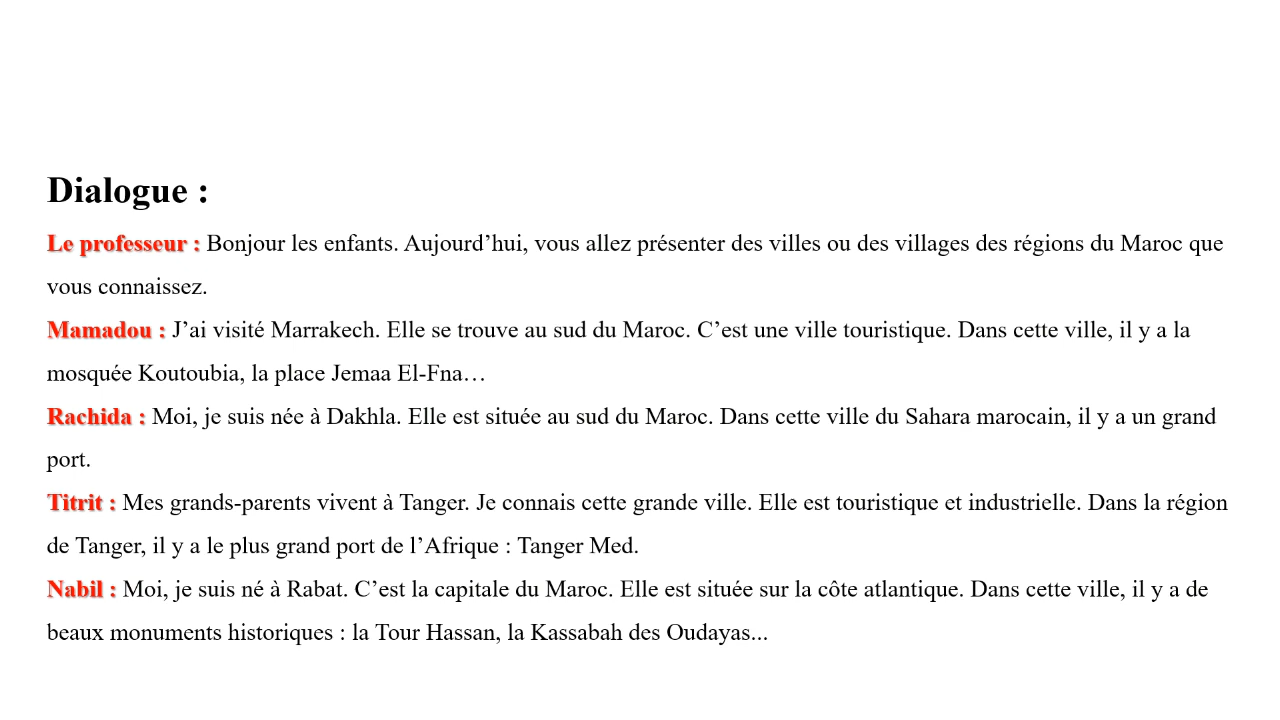 Dialogue :
Le professeur : Bonjour les enfants. Aujourd’hui, vous allez présenter des villes ou des villages des régions du Maroc que
vous connaissez.
Mamadou : J’ai visité Marrakech. Elle se trouve au sud du Maroc. C’est une ville touristique. Dans cette ville, il y a la
mosquée Koutoubia, la place Jemaa El-Fna…
Rachida : Moi, je suis née à Dakhla. Elle est située au sud du Maroc. Dans cette ville du Sahara marocain, il y a un grand
port.
Titrit : Mes grands-parents vivent à Tanger. Je connais cette grande ville. Elle est touristique et industrielle. Dans la région
de Tanger, il y a le plus grand port de l’Afrique : Tanger Med.
Nabil : Moi, je suis né à Rabat. C’est la capitale du Maroc. Elle est située sur la côte atlantique. Dans cette ville, il y a de
beaux monuments historiques : la Tour Hassan, la Kassabah des Oudayas...